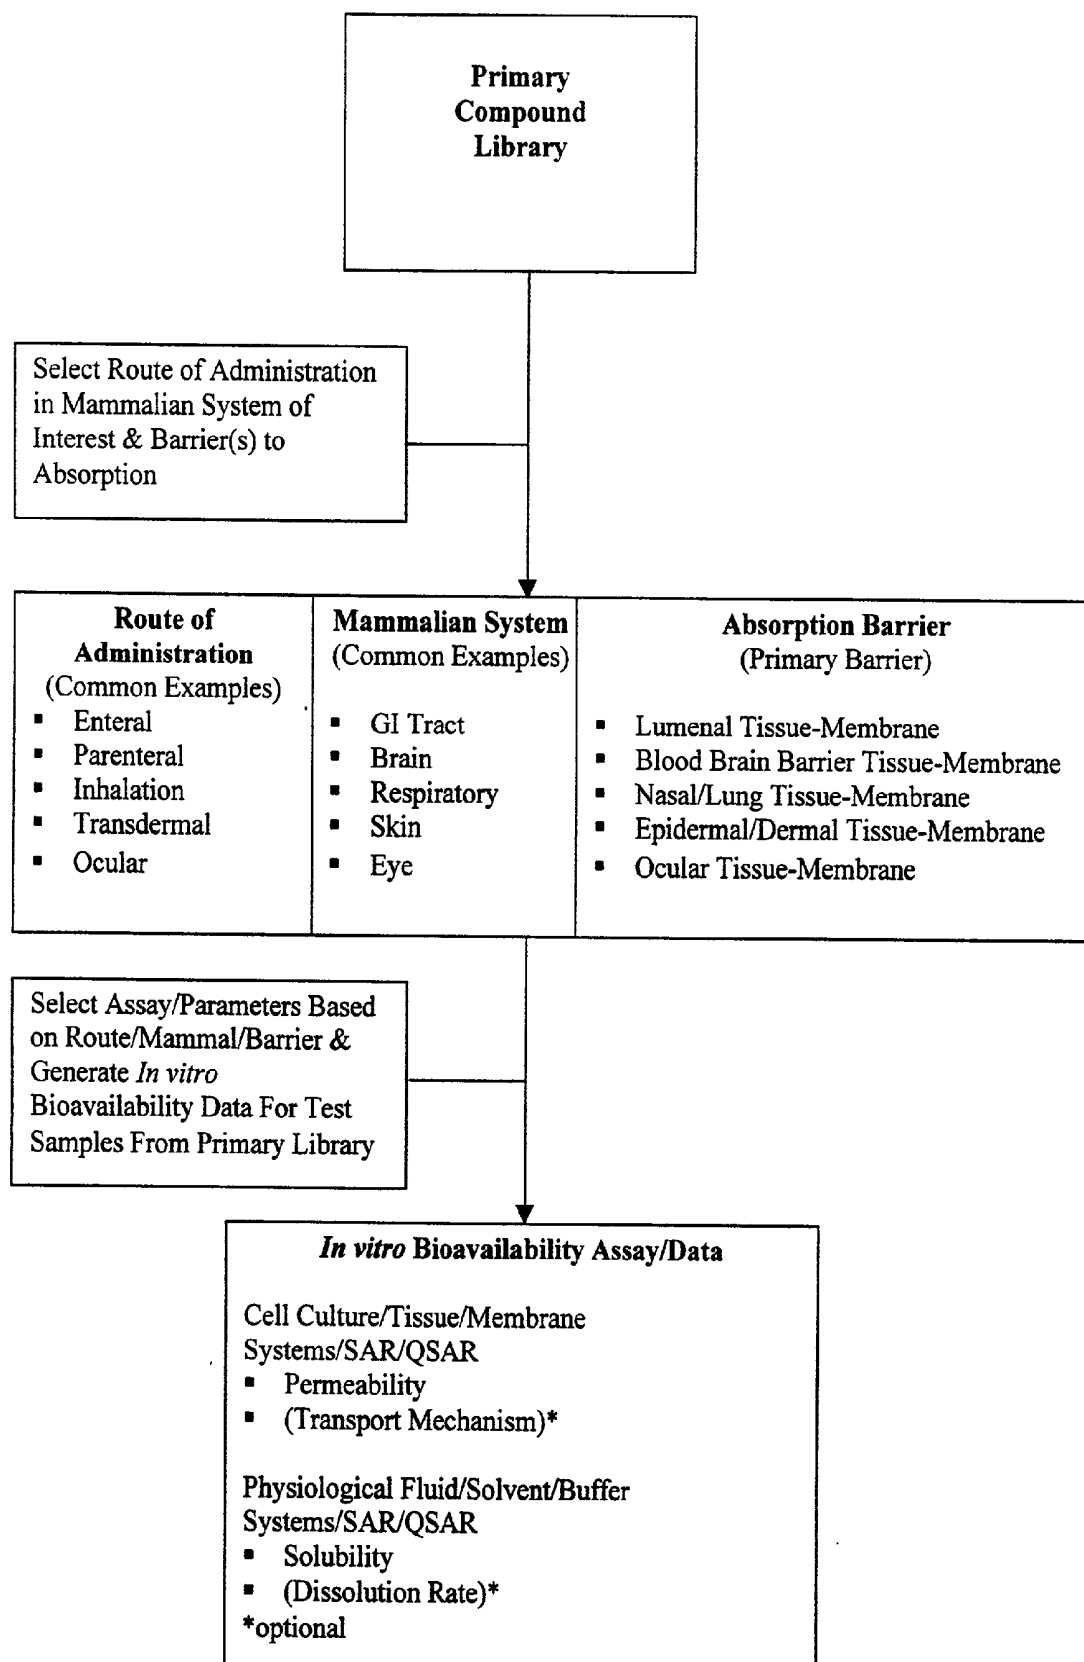 Primary
Compound
Library
Select Route of Administration
in Mammalian System of
Interest & Barrier(s) to
Absorption
Route of
Administration
(Common Examples)
▪ Enteral
▪ Parenteral
▪ Inhalation
▪ Transdermal
▪ Ocular
Mammalian System
(Common Examples)
▪ GI Tract
▪ Brain
▪ Respiratory
▪ Skin
▪ Eye
Absorption Barrier
(Primary Barrier)
▪ Lumenal Tissue-Membrane
▪ Blood Brain Barrier Tissue-Membrane
▪ Nasal/Lung Tissue-Membrane
▪ Epidermal/Dermal Tissue-Membrane
▪ Ocular Tissue-Membrane
Select Assay/Parameters Based
on Route/Mammal/Barrier &
Generate In vitro
Bioavailability Data For Test
Samples From Primary Library
In vitro Bioavailability Assay/Data
Cell Culture/Tissue/Membrane
Systems/SAR/QSAR
▪ Permeability
▪ (Transport Mechanism)*
Physiological Fluid/Solvent/Buffer
Systems/SAR/QSAR
▪ Solubility
▪ (Dissolution Rate)*
*optional